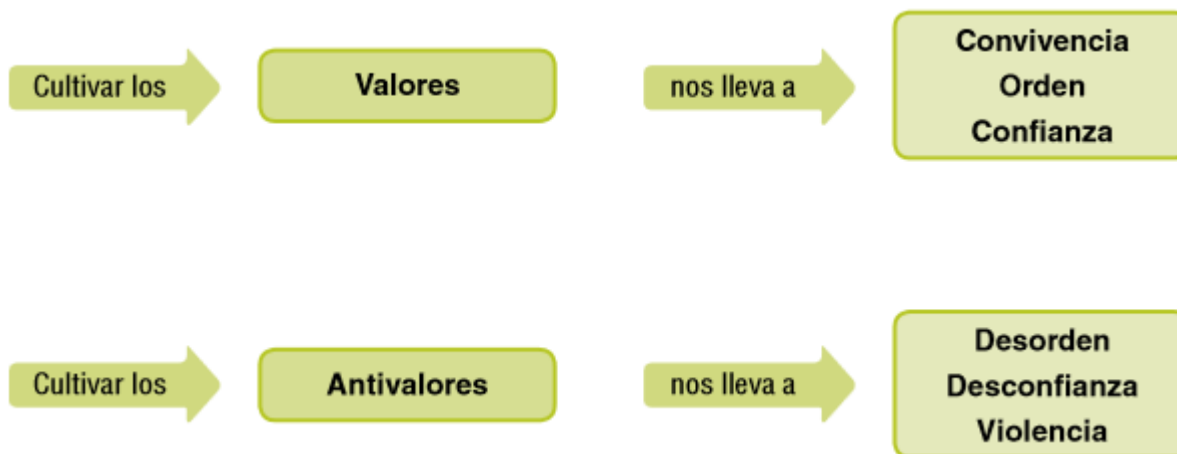 Cultivar los
Valores
nos lleva a
Convivencia
Orden
Confianza
Cultivar los
Antivalores
nos lleva a
Desorden
Desconfianza
Violencia